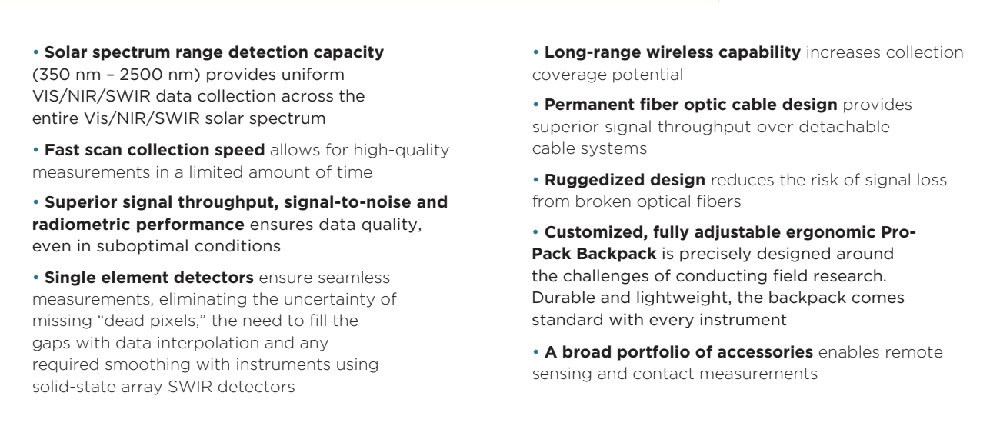 • Solar spectrum range detection capacity
(350 nm – 2500 nm) provides uniform
VIS/NIR/SWIR data collection across the
entire Vis/NIR/SWIR solar spectrum
• Fast scan collection speed allows for high-quality
measurements in a limited amount of time
• Superior signal throughput, signal-to-noise and
radiometric performance ensures data quality,
even in suboptimal conditions
• Single element detectors ensure seamless
measurements, eliminating the uncertainty of
missing “dead pixels,” the need to fill the
gaps with data interpolation and any
required smoothing with instruments using
solid-state array SWIR detectors
• Long-range wireless capability increases collection
coverage potential
• Permanent fiber optic cable design provides
superior signal throughput over detachable
cable systems
• Ruggedized design reduces the risk of signal loss
from broken optical fibers
• Customized, fully adjustable ergonomic Pro-
Pack Backpack is precisely designed around
the challenges of conducting field research.
Durable and lightweight, the backpack comes
standard with every instrument
• A broad portfolio of accessories enables remote
sensing and contact measurements